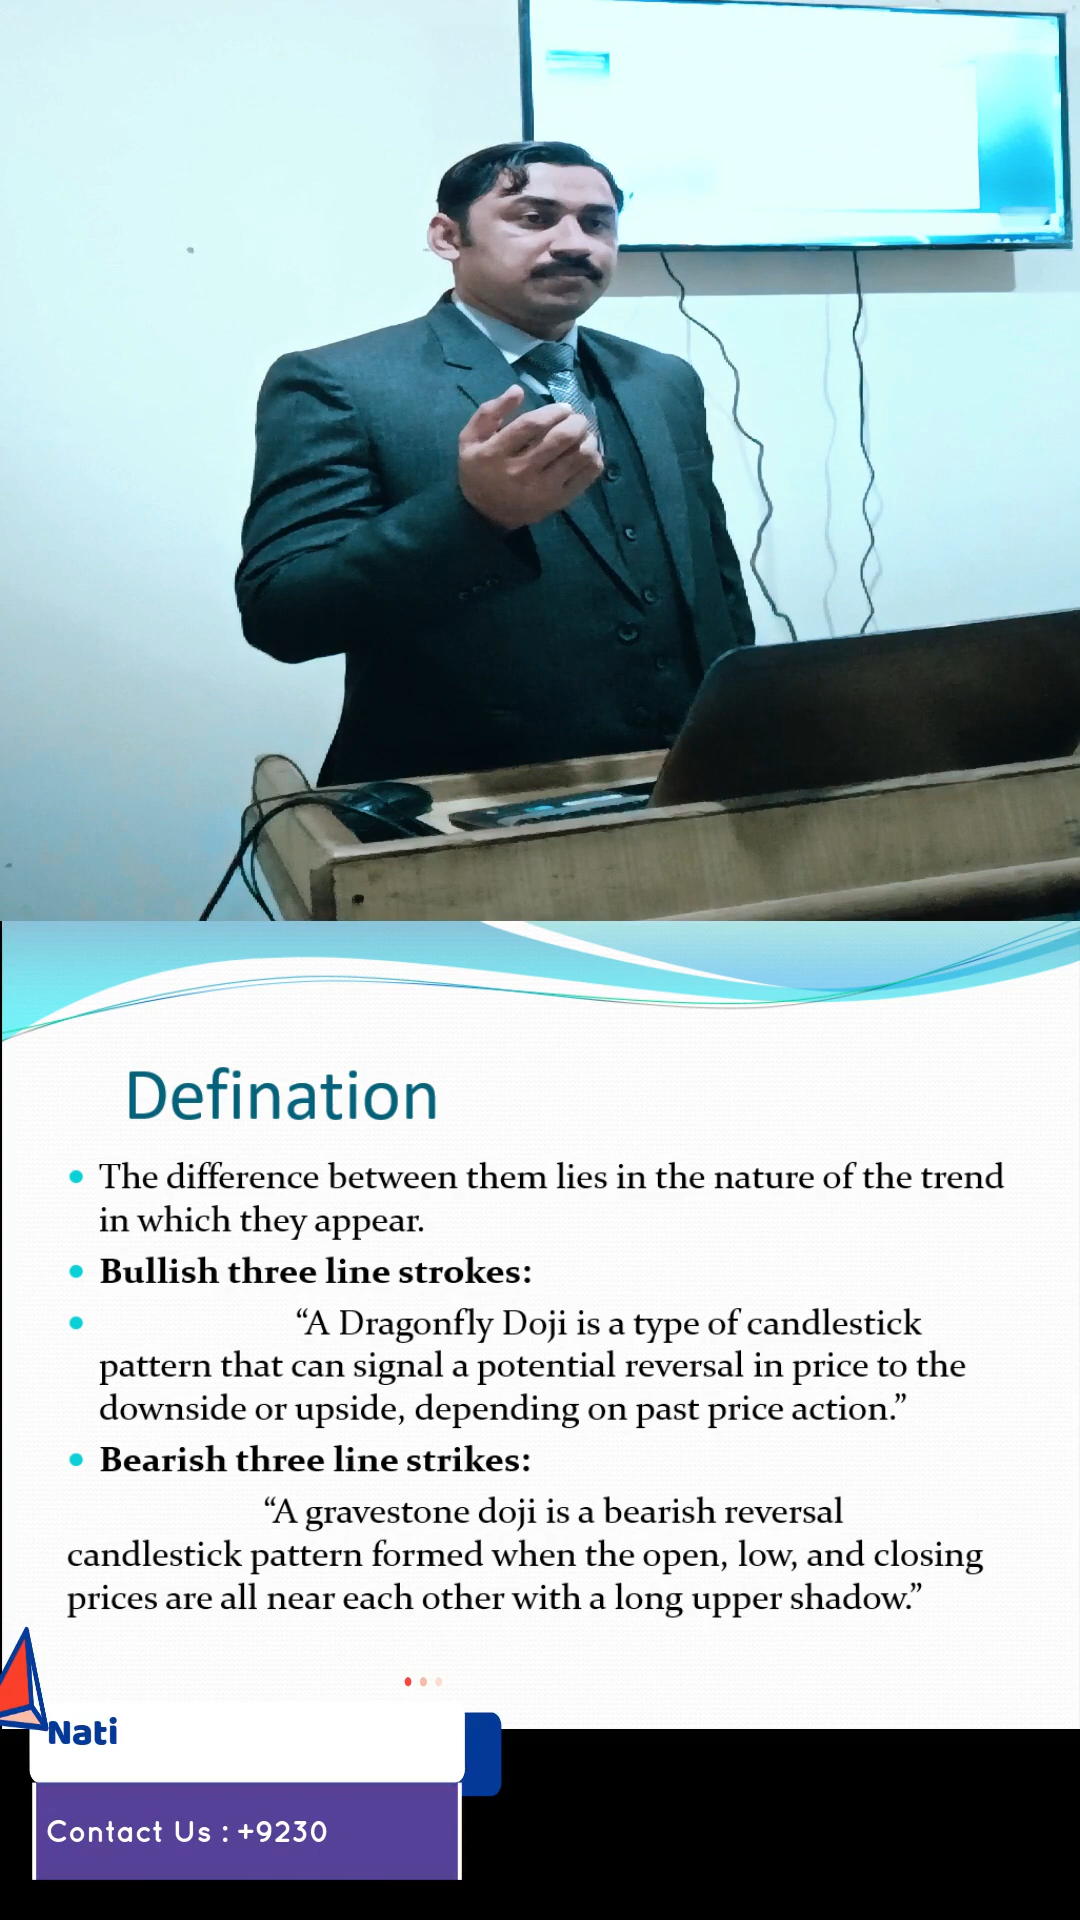 Defination
The difference between them lies in the nature of the trend
in which they appear.
Bullish three line strokes:
“A Dragonfly Doji is a type of candlestick
pattern that can signal a potential reversal in price to the
downside or upside, depending on past price action.”
Bearish three line strikes:
“A gravestone doji is a bearish reversal
candlestick pattern formed when the open, low, and closing
prices are all near each other with a long upper shadow.”
Nati
Contact Us : +9230